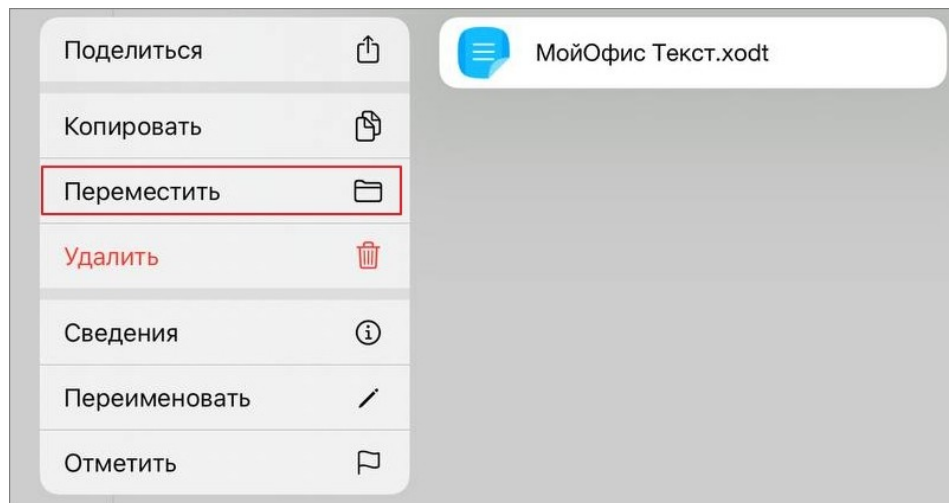 Поделиться
МойОфис Текст.xodt
Копировать
Переместить
Удалить
Сведения
Переименовать
Отметить